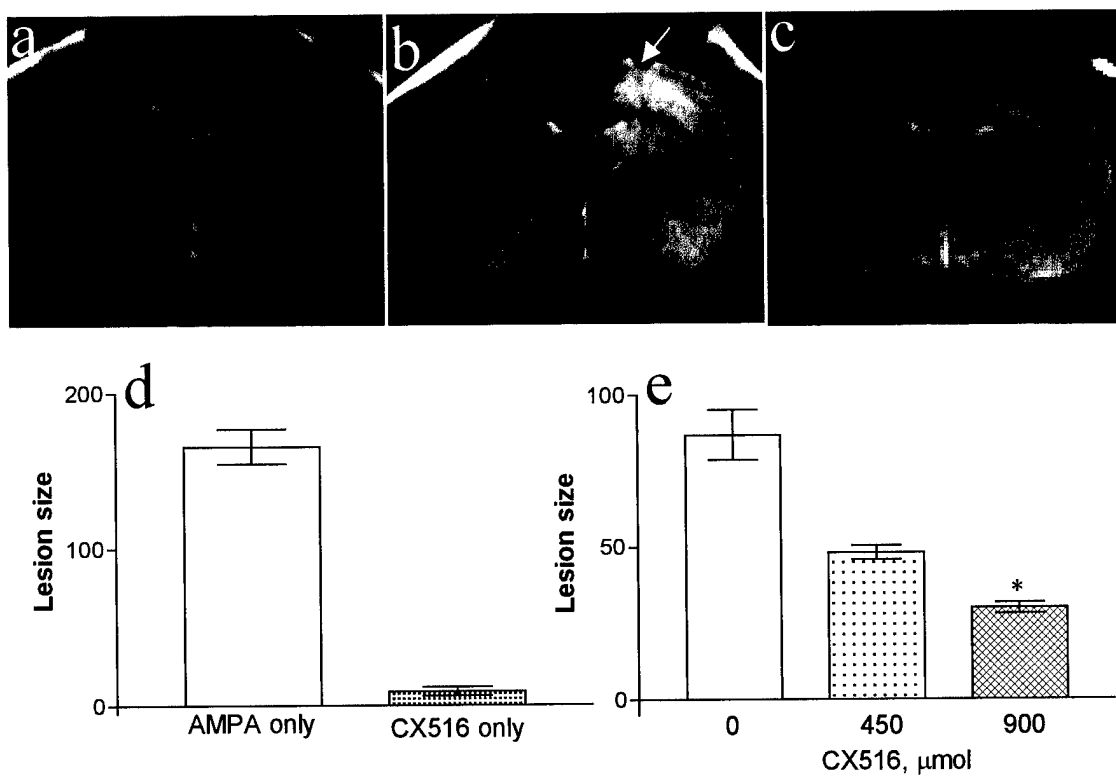 a
b
c
d
200
100
0
Lesion size
AMPA only
CX516 only
e
100
50
0
Lesion size
*
0
450
900
CX516, μmol